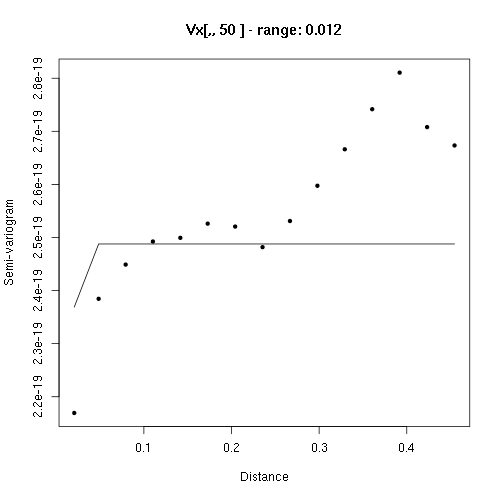 Vx[,, 50 ] - range: 0.012
2.8e-19
2.7e-19
2.6e-19
2.5e-19
2.4e-19
2.3e-19
2.2e-19
Semi-variogram
0.1 0.2 0.3 0.4
Distance